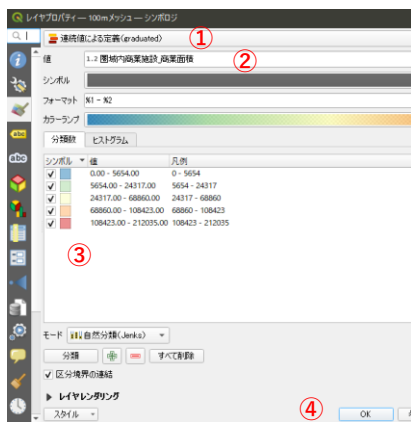 レイヤプロパティ — 100mメッシュ — シンボロジ
連続値による定義(graduated)
①
値
1.2 圏域内商業施設_商業面積
②
シンボル
フォーマット
%1 - %2
カラーランプ
分類数
ヒストグラム
シンボル 値 凡例
0.00 - 5654.00 0 - 5654
5654.00 - 24317.00 5654 - 24317
24317.00 - 68860.00 24317 - 68860
68860.00 - 108423.00 68860 - 108423
108423.00 - 212035.00 108423 - 212035
③
モード 自然分類(Jenks)
分類
すべて削除
区分境界の連結
レイヤレンダリング
スタイル
④
OK
abc
abc